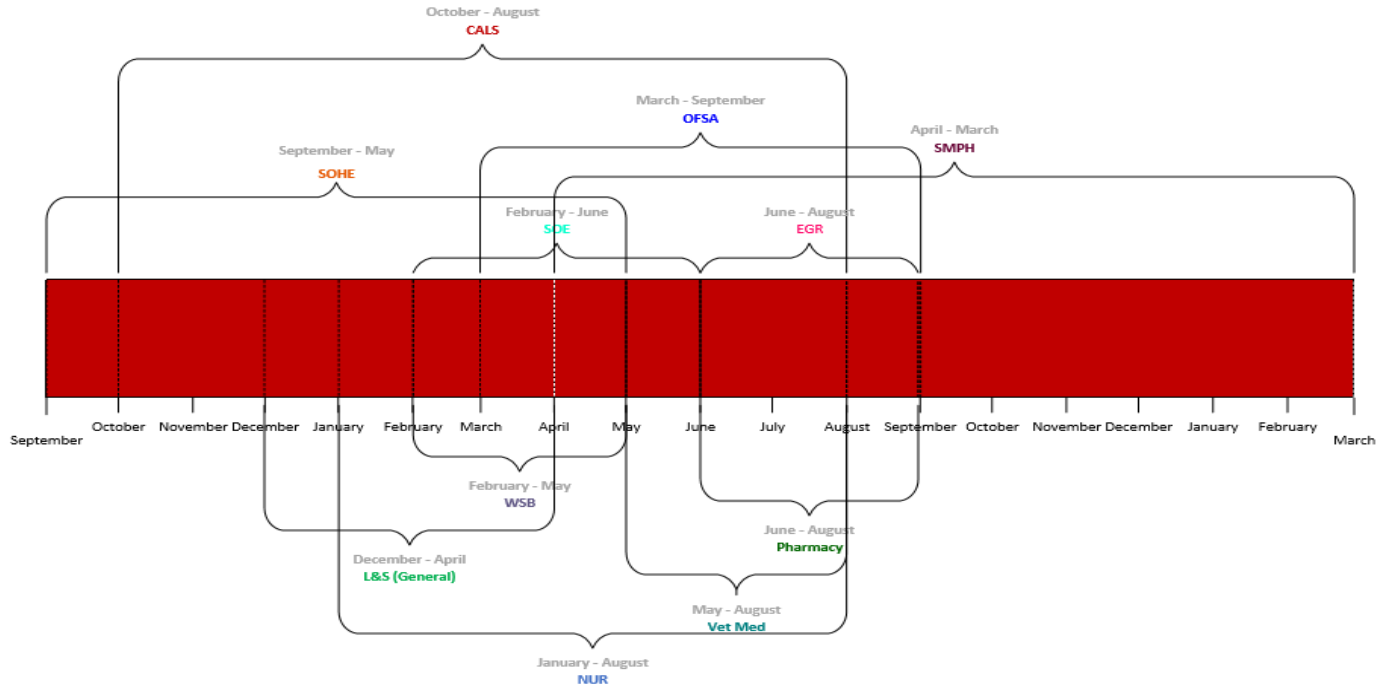 October - August
CALS
March - September
OFSA
April - March
SMPH
September - May
SOHE
February - June
SOE
June - August
EGR
September
October
November
December
January
February
March
April
May
June
July
August
September
October
November
December
January
February
March
February - May
WSB
June - August
Pharmacy
December - April
L&S (General)
May - August
Vet Med
January - August
NUR